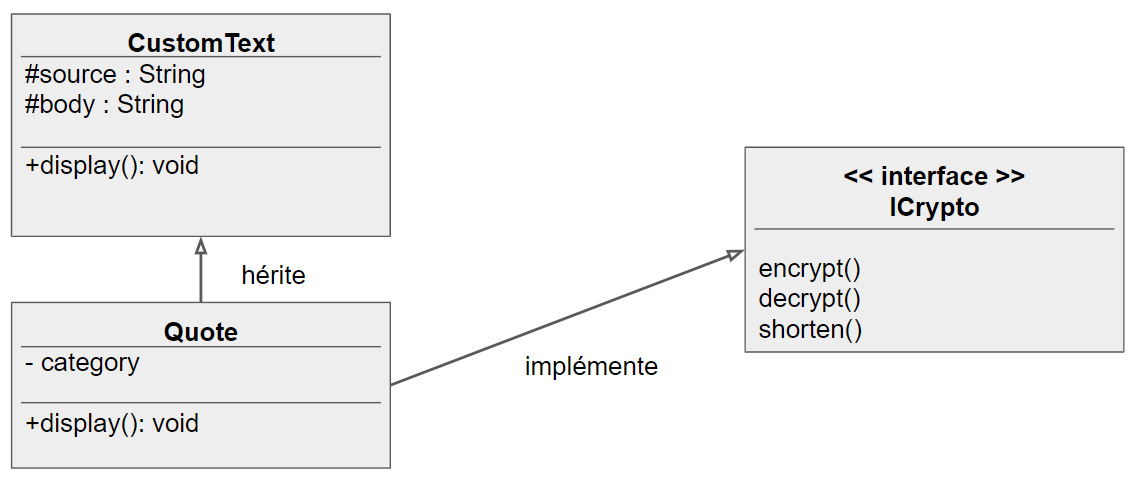 CustomText
#source : String
#body : String
+display(): void
hérite
Quote
- category
+display(): void
implémente
<< interface >>
ICrypto
encrypt()
decrypt()
shorten()